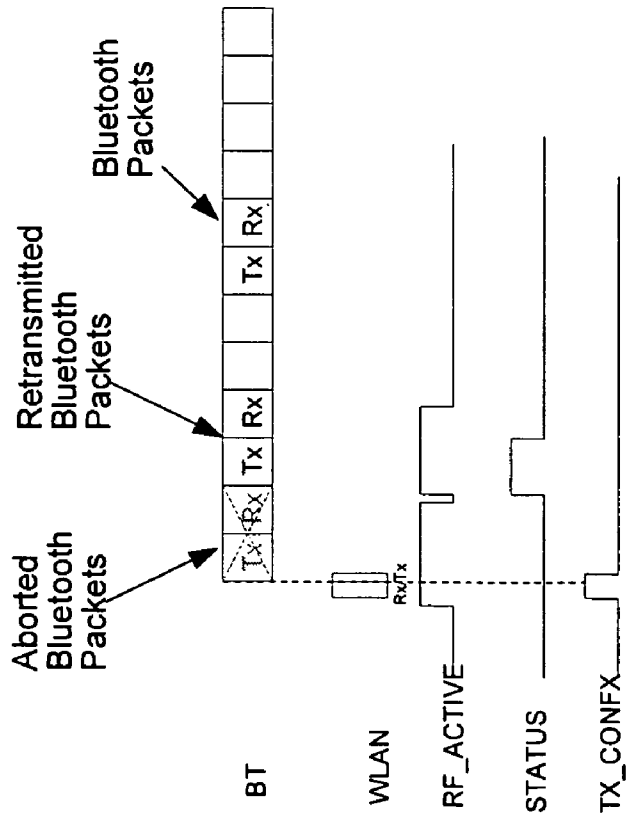 Aborted
Bluetooth
Packets
Retransmitted
Bluetooth
Packets
Bluetooth
Packets
BT
Tx Rx Tx Rx Tx Rx
WLAN
Rx/Tx
RF_ACTIVE
STATUS
TX_CONFX